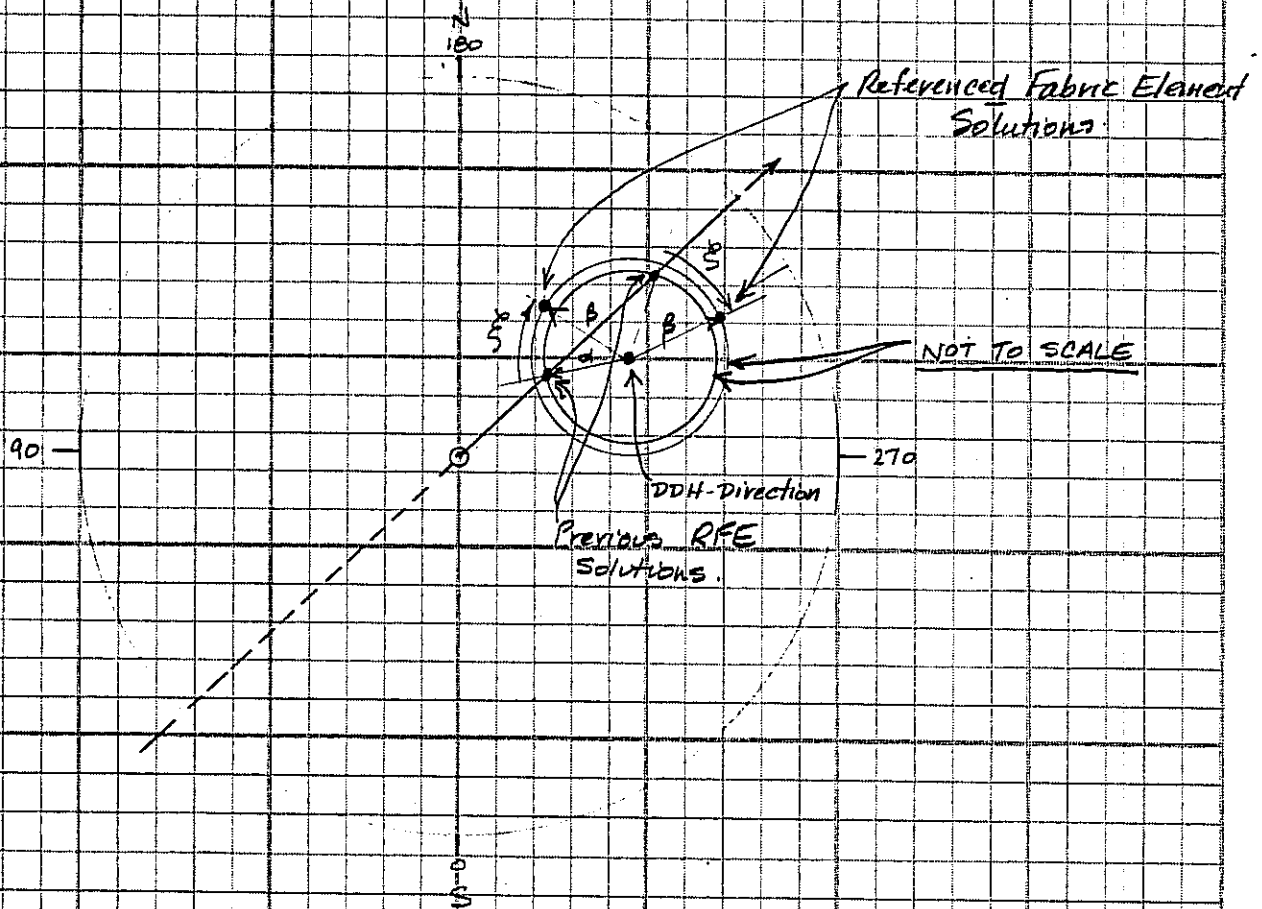 N
180
Referenced Fabric Element
Solutions.
ξ
ξ
β
β
α
NOT TO SCALE
90
270
DDH-Direction
Previous RFE
Solutions.
0
S